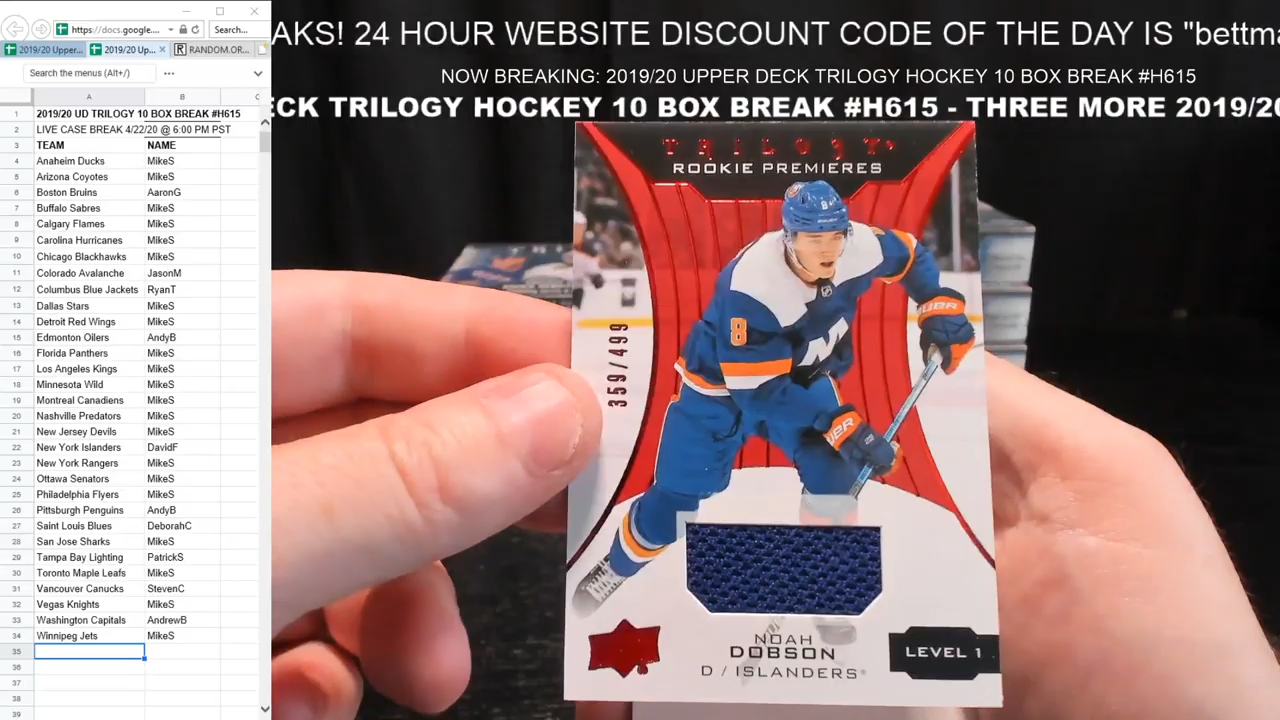 https://docs.google....
Search...
2019/20 Upper...
2019/20 Up...
RANDOM.OR...
Search the menus (Alt+/)
A B C
1 2019/20 UD TRILOGY 10 BOX BREAK #H615
2 LIVE CASE BREAK 4/22/20 @ 6:00 PM PST
3 TEAM NAME
4 Anaheim Ducks MikeS
5 Arizona Coyotes MikeS
6 Boston Bruins AaronG
7 Buffalo Sabres MikeS
8 Calgary Flames MikeS
9 Carolina Hurricanes MikeS
10 Chicago Blackhawks MikeS
11 Colorado Avalanche JasonM
12 Columbus Blue Jackets RyanT
13 Dallas Stars MikeS
14 Detroit Red Wings MikeS
15 Edmonton Oilers AndyB
16 Florida Panthers MikeS
17 Los Angeles Kings MikeS
18 Minnesota Wild MikeS
19 Montreal Canadiens MikeS
20 Nashville Predators MikeS
21 New Jersey Devils MikeS
22 New York Islanders DavidF
23 New York Rangers MikeS
24 Ottawa Senators MikeS
25 Philadelphia Flyers MikeS
26 Pittsburgh Penguins AndyB
27 Saint Louis Blues DeborahC
28 San Jose Sharks MikeS
29 Tampa Bay Lighting PatrickS
30 Toronto Maple Leafs MikeS
31 Vancouver Canucks StevenC
32 Vegas Knights MikeS
33 Washington Capitals AndrewB
34 Winnipeg Jets MikeS
35
36
37
38
39
AKS! 24 HOUR WEBSITE DISCOUNT CODE OF THE DAY IS "bettma
NOW BREAKING: 2019/20 UPPER DECK TRILOGY HOCKEY 10 BOX BREAK #H615
ECK TRILOGY HOCKEY 10 BOX BREAK #H615 - THREE MORE 2019/20
TRILOGY
ROOKIE PREMIERES
359/499
8
NOAH
DOBSON
D / ISLANDERS
LEVEL 1